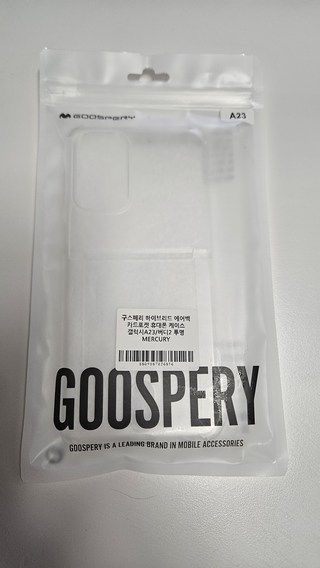 GOOSPERY
A23
구스페리 하이브리드 에어백
카드포켓 휴대폰 케이스
갤럭시A23/버디2 투명
MERCURY
GOOSPERY
GOOSPERY IS A LEADING BRAND IN MOBILE ACCESSORIES